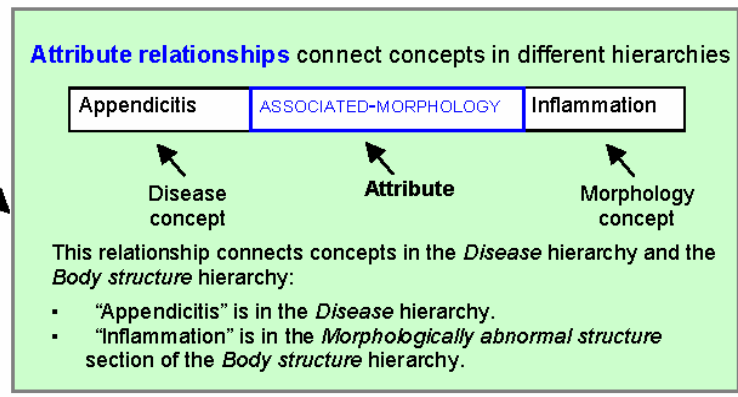 Attribute relationships connect concepts in different hierarchies
Appendicitis ASSOCIATED-MORPHOLOGY Inflammation
Disease concept
Attribute
Morphology concept
This relationship connects concepts in the Disease hierarchy and the
Body structure hierarchy:
▪ “Appendicitis” is in the Disease hierarchy.
▪ “Inflammation” is in the Morphologically abnormal structure
section of the Body structure hierarchy.